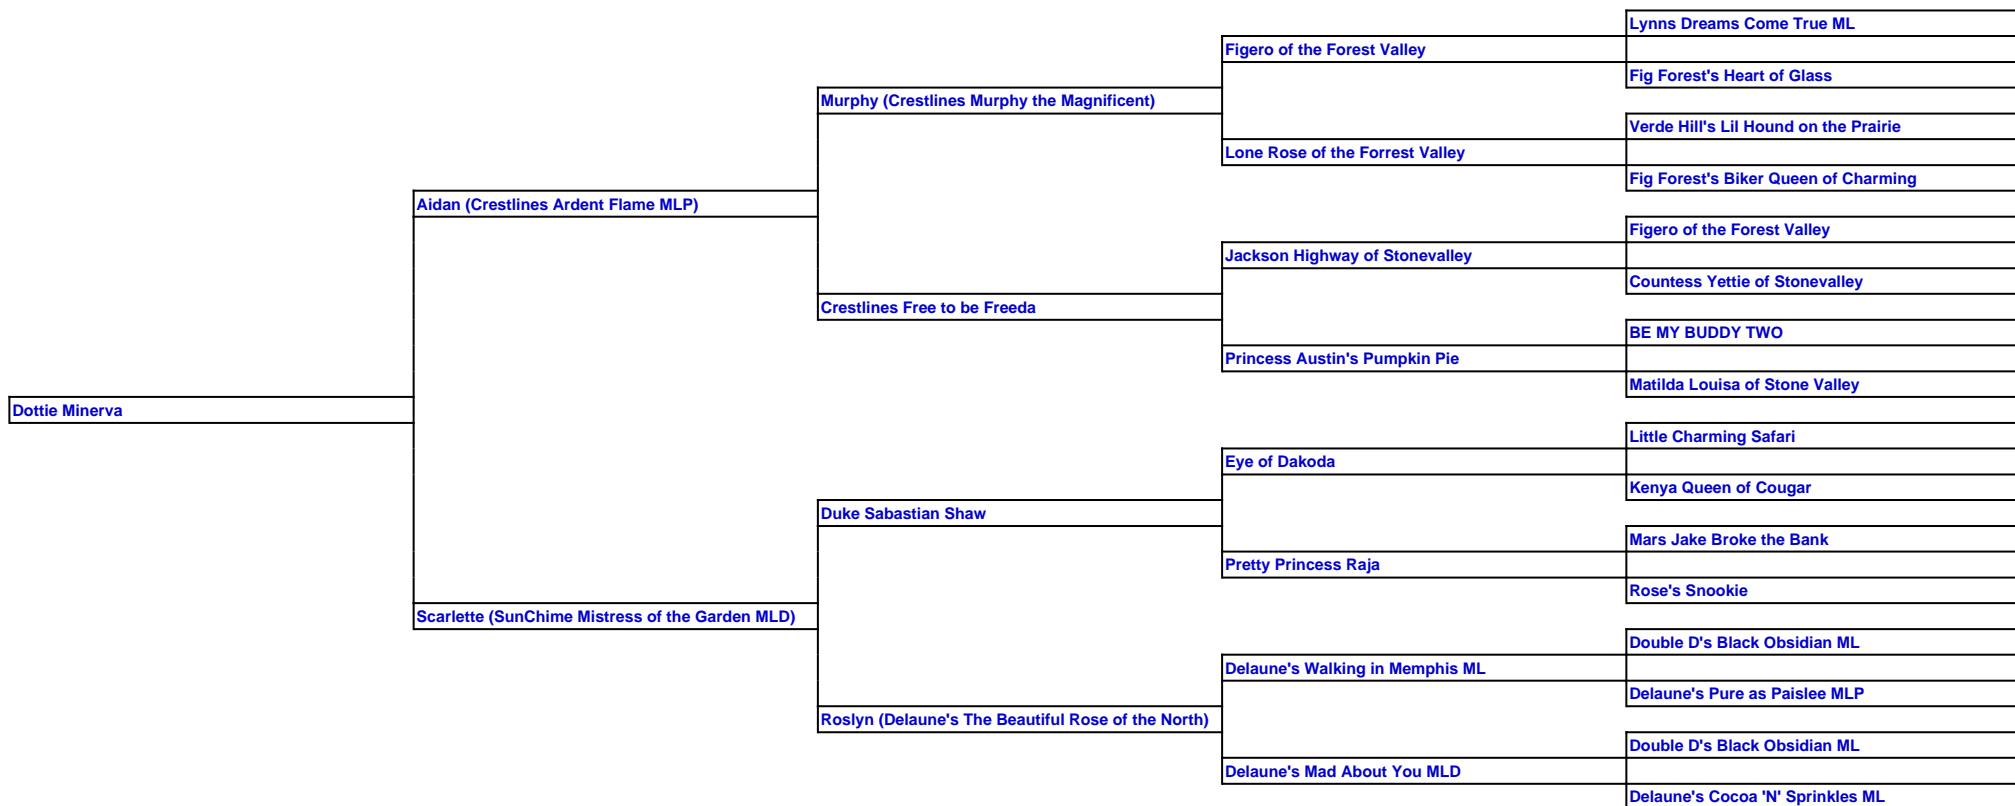 Lynns Dreams Come True ML
Figero of the Forest Valley
Fig Forest's Heart of Glass
Murphy (Crestlines Murphy the Magnificent)
Verde Hill's Lil Hound on the Prairie
Lone Rose of the Forrest Valley
Fig Forest's Biker Queen of Charming
Aidan (Crestlines Ardent Flame MLP)
Figero of the Forest Valley
Jackson Highway of Stonevalley
Countess Yettie of Stonevalley
Crestlines Free to be Freeda
BE MY BUDDY TWO
Princess Austin's Pumpkin Pie
Matilda Louisa of Stone Valley
Dottie Minerva
Little Charming Safari
Eye of Dakoda
Kenya Queen of Cougar
Duke Sabastian Shaw
Mars Jake Broke the Bank
Pretty Princess Raja
Rose's Snookie
Scarlette (SunChime Mistress of the Garden MLD)
Double D's Black Obsidian ML
Delaune's Walking in Memphis ML
Delaune's Pure as Paislee MLP
Roslyn (Delaune's The Beautiful Rose of the North)
Double D's Black Obsidian ML
Delaune's Mad About You MLD
Delaune's Cocoa 'N' Sprinkles ML